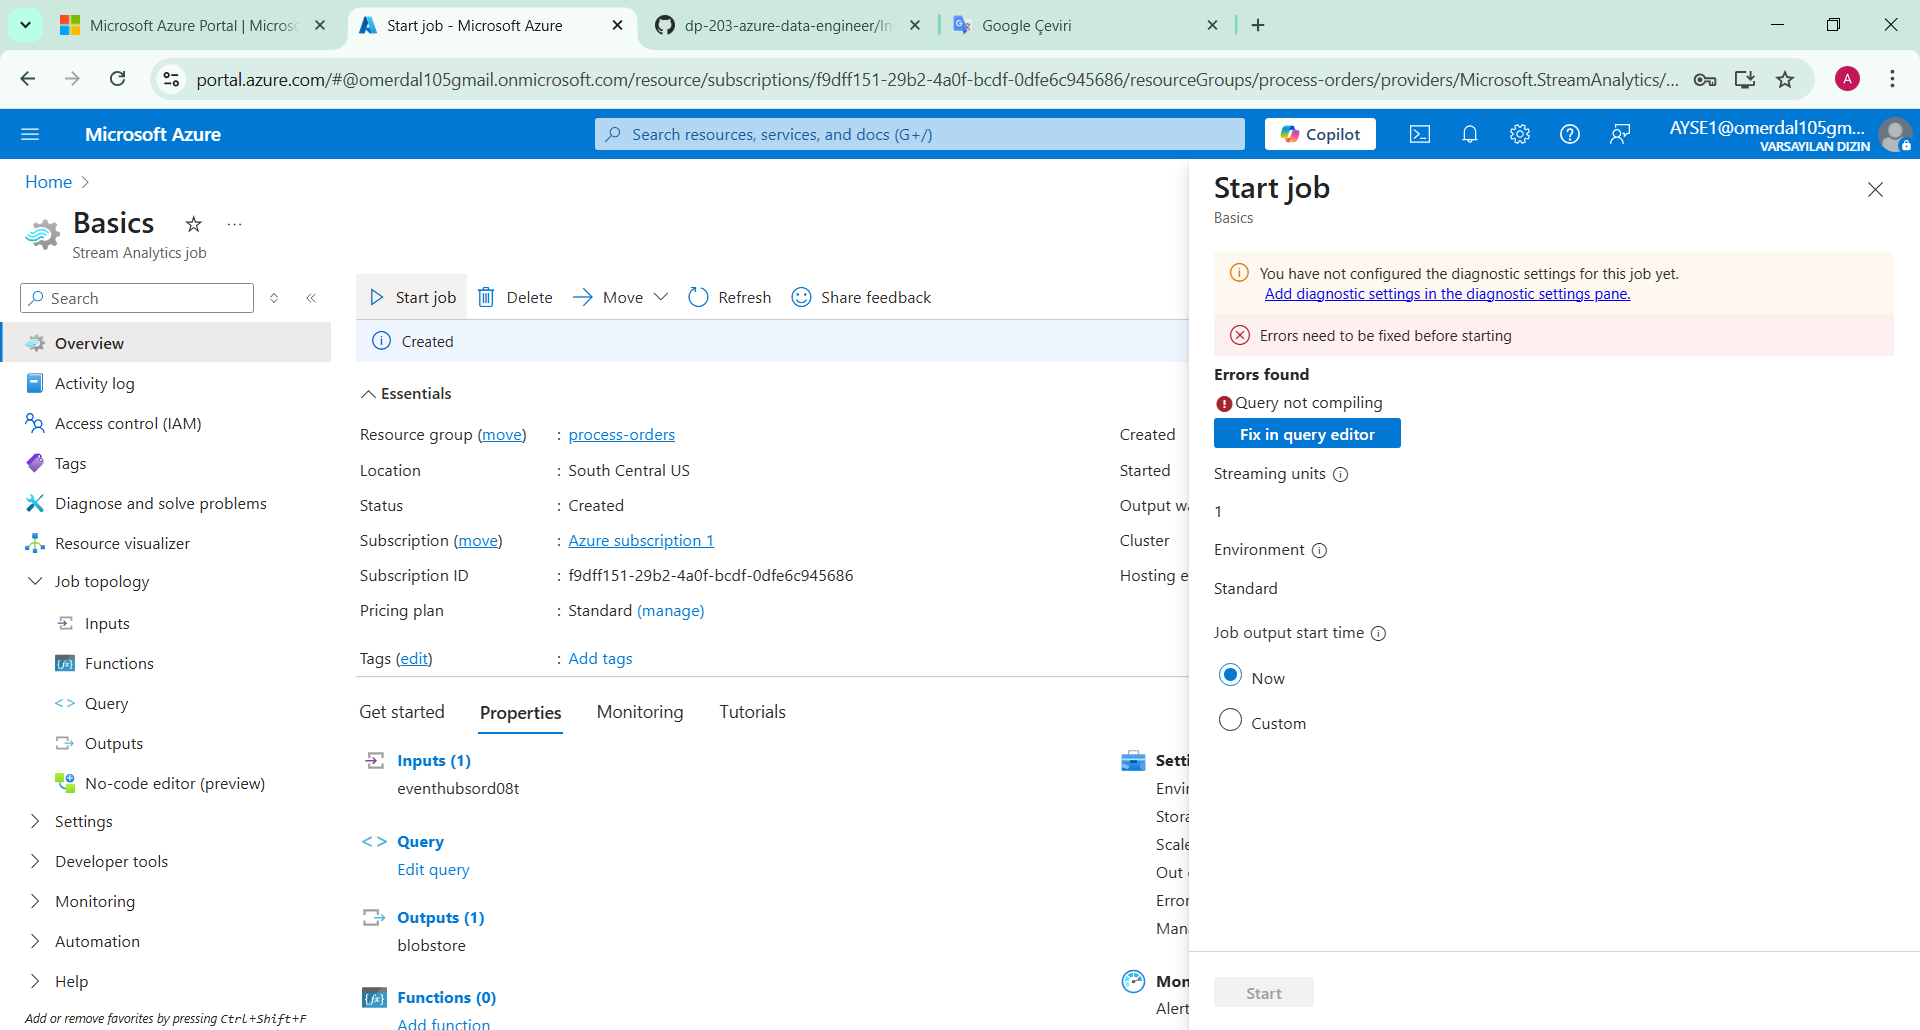 Microsoft Azure Portal | Micros
Start job - Microsoft Azure
dp-203-azure-data-engineer/In
Google Çeviri
portal.azure.com/#@omerdal105gmail.onmicrosoft.com/resource/subscriptions/f9dff151-29b2-4a0f-bcdf-0dfe6c945686/resourceGroups/process-orders/providers/Microsoft.StreamAnalytics/...
A
Microsoft Azure
Search resources, services, and docs (G+/)
Copilot
AYSE1@omerdal105gm...
VARSAYILAN DIZIN
Home
Basics
Stream Analytics job
Search
Overview
Activity log
Access control (IAM)
Tags
Diagnose and solve problems
Resource visualizer
Job topology
Inputs
Functions
Query
Outputs
No-code editor (preview)
Settings
Developer tools
Monitoring
Automation
Help
Add or remove favorites by pressing Ctrl+Shift+F
Start job
Delete
Move
Refresh
Share feedback
Created
Essentials
Resource group (move) : process-orders
Location : South Central US
Status : Created
Subscription (move) : Azure subscription 1
Subscription ID : f9dff151-29b2-4a0f-bcdf-0dfe6c945686
Pricing plan : Standard (manage)
Tags (edit) : Add tags
Created
Started
Output wa
Cluster
Hosting e
Get started
Properties
Monitoring
Tutorials
Inputs (1)
eventhubsord08t
Query
Edit query
Outputs (1)
blobstore
Functions (0)
Add function
Setti
Envir
Stora
Scale
Out
Error
Mana
Mon
Alert
Start job
Basics
You have not configured the diagnostic settings for this job yet.
Add diagnostic settings in the diagnostic settings pane.
Errors need to be fixed before starting
Errors found
Query not compiling
Fix in query editor
Streaming units
1
Environment
Standard
Job output start time
Now
Custom
Start